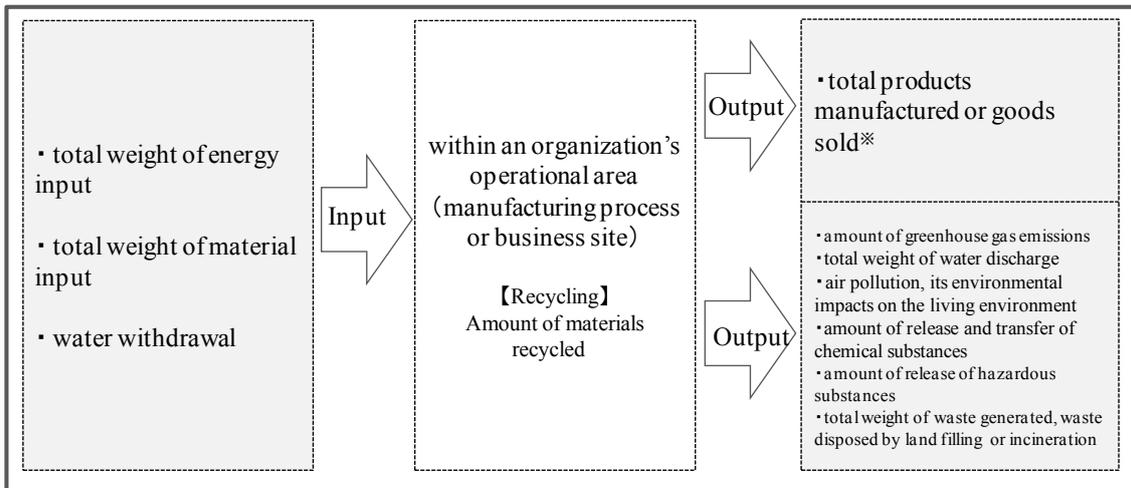 ・total weight of energy
input
・total weight of material
input
・water withdrawal
Input
within an organization’s
operational area
（manufacturing process
or business site）
【Recycling】
Amount of materials
recycled
Output
・total products
manufactured or goods
sold※
Output
・amount of greenhouse gas emissions
・total weight of water discharge
・air pollution, its environmental
impacts on the living environment
・amount of release and transfer of
chemical substances
・amount of release of hazardous
substances
・total weight of waste generated, waste
disposed by land filling or incineration